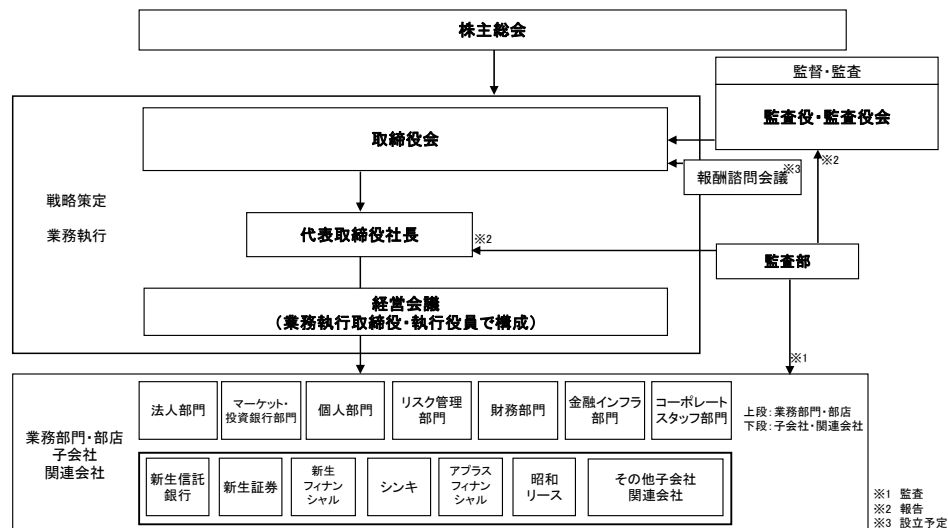 株主総会
監督・監査
監査役・監査役会
取締役会
※2
報酬諮問会議※3
戦略策定
業務執行
代表取締役社長
※2
監査部
経営会議
(業務執行取締役・執行役員で構成)
※1
法人部門
マーケット・
投資銀行部門
個人部門
リスク管理
部門
財務部門
金融インフラ
部門
コーポレート
スタッフ部門
上段：業務部門・部店
下段：子会社・関連会社
業務部門・部店
子会社
関連会社
新生信託
銀行
新生証券
新生
フィナン
シャル
シンキ
アプラス
フィナン
シャル
昭和
リース
その他子会社
関連会社
※1 監査
※2 報告
※3 設立予定